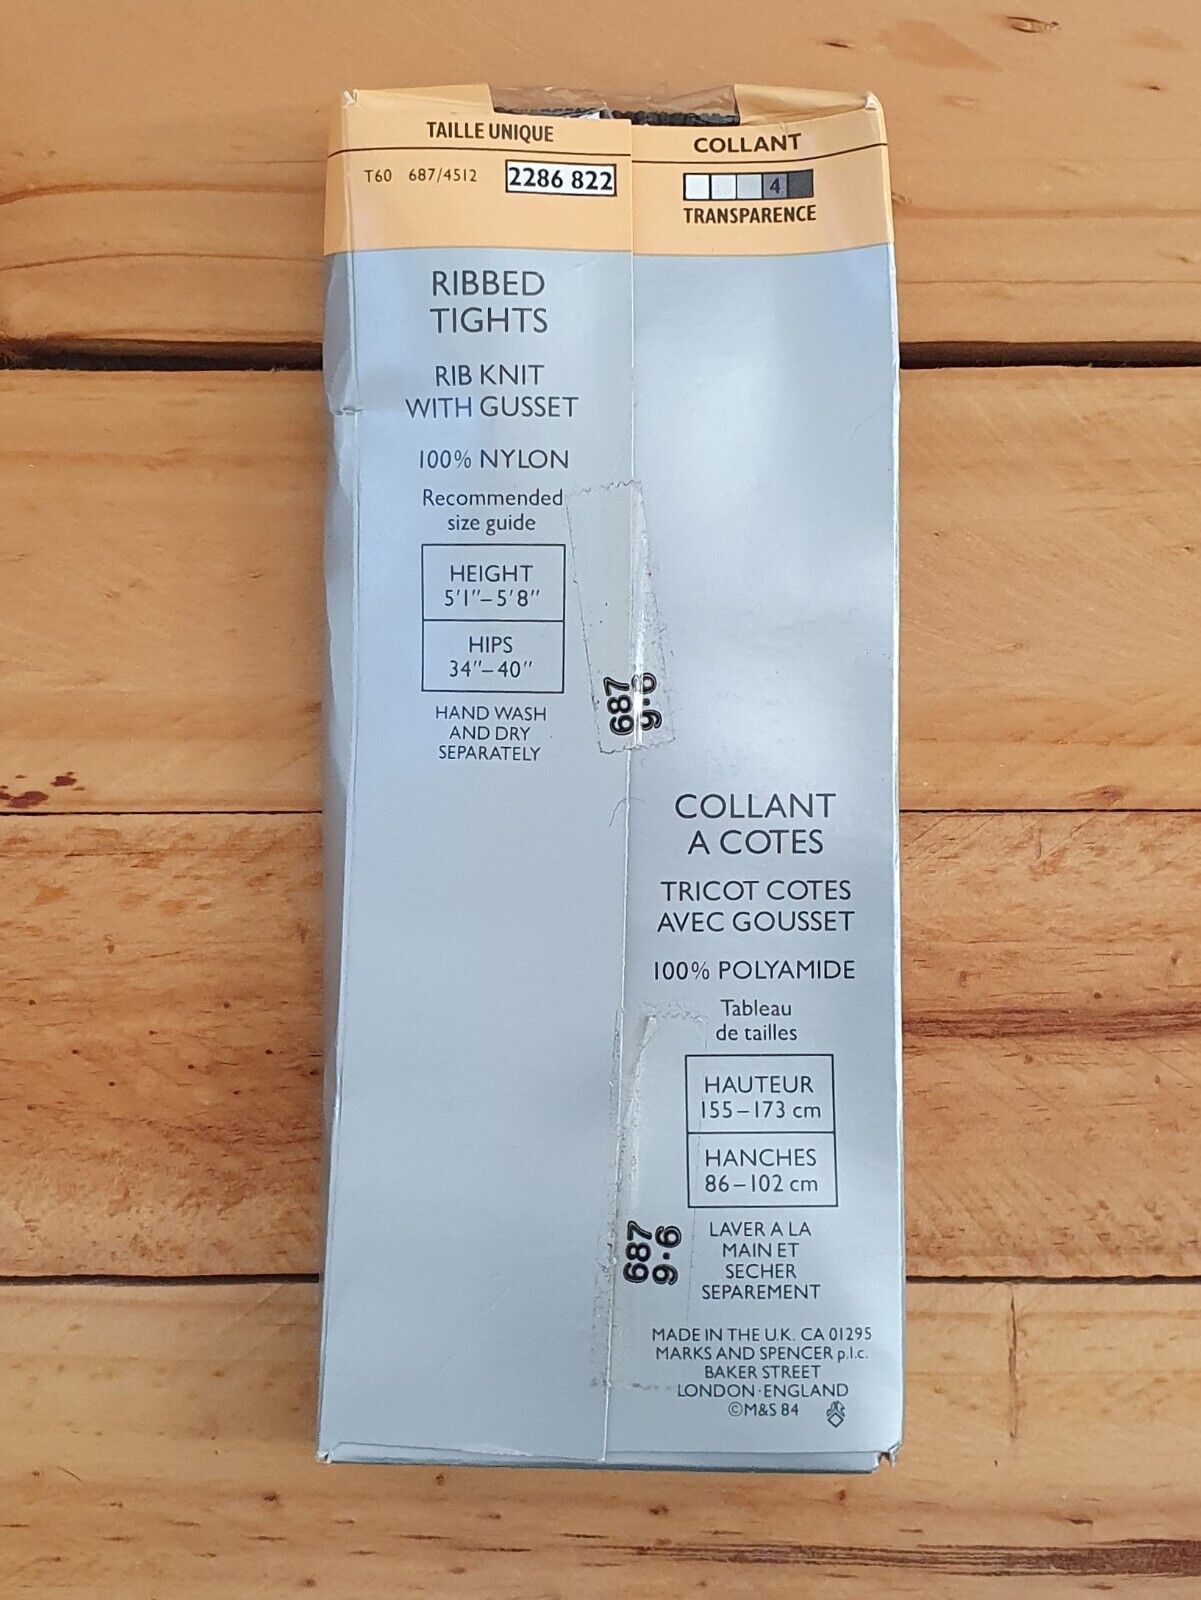 TAILLE UNIQUE
T60 687/4512 2286 822
RIBBED
TIGHTS
RIB KNIT
WITH GUSSET
100% NYLON
Recommended
size guide
HEIGHT
5'1"–5'8"
HIPS
34"–40"
HAND WASH
AND DRY
SEPARATELY
687
9·6
COLLANT
4
TRANSPARENCE
COLLANT
A COTES
TRICOT COTES
AVEC GOUSSET
100% POLYAMIDE
Tableau
de tailles
HAUTEUR
155–173 cm
HANCHES
86–102 cm
687
9·6
LAVER A LA
MAIN ET
SECHER
SEPAREMENT
MADE IN THE U.K. CA 01295
MARKS AND SPENCER p.l.c.
BAKER STREET
LONDON·ENGLAND
©M&S 84